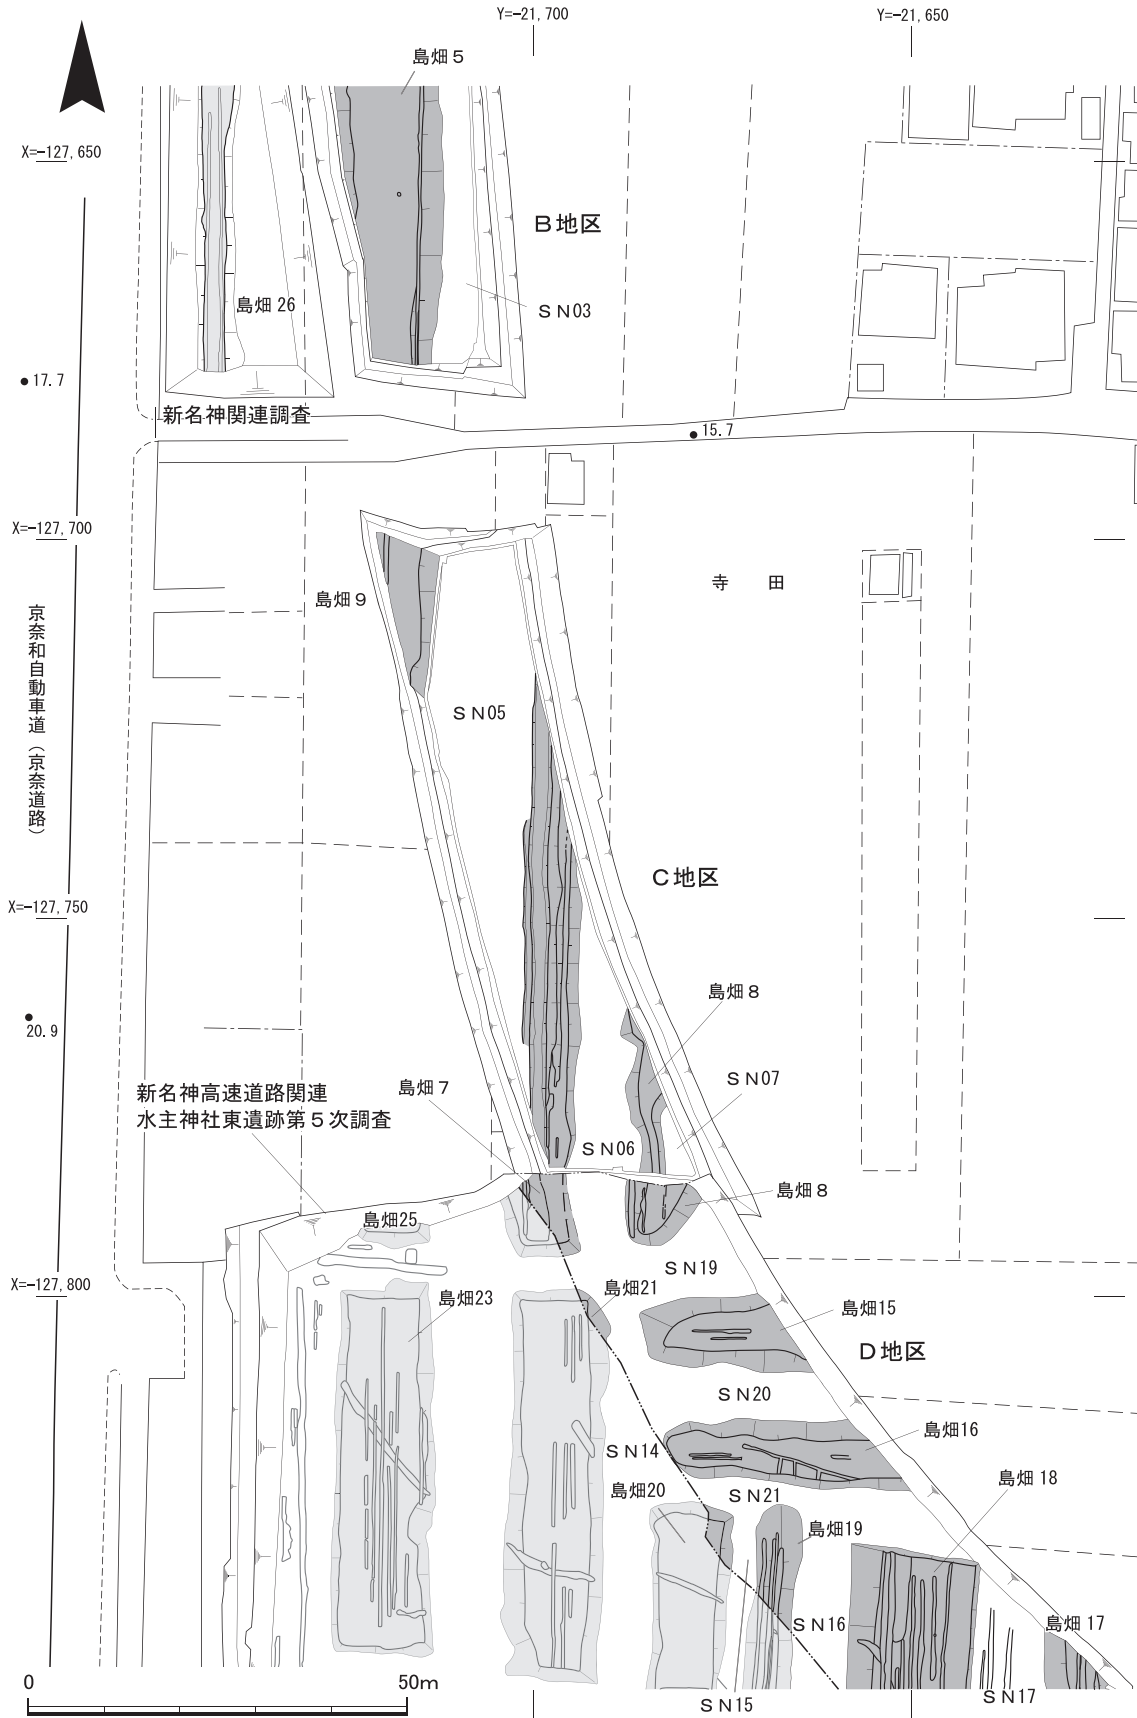 Y=-21,700
Y=-21,650
島畑５
X=-127,650
Ｂ地区
島畑 26
ＳＮ03
17.7
新名神関連調査
15.7
X=-127,700
寺　田
島畑９
京奈和自動車道（京奈道路）
ＳＮ05
Ｃ地区
X=-127,750
島畑８
20.9
ＳＮ07
新名神高速道路関連
水主神社東遺跡第５次調査
島畑７
ＳＮ06
島畑８
島畑25
ＳＮ19
X=-127,800
島畑21
島畑23
島畑15
Ｄ地区
ＳＮ20
島畑16
ＳＮ14
島畑 18
島畑20
ＳＮ21
島畑19
ＳＮ16
島畑 17
0
50m
ＳＮ15
ＳＮ17